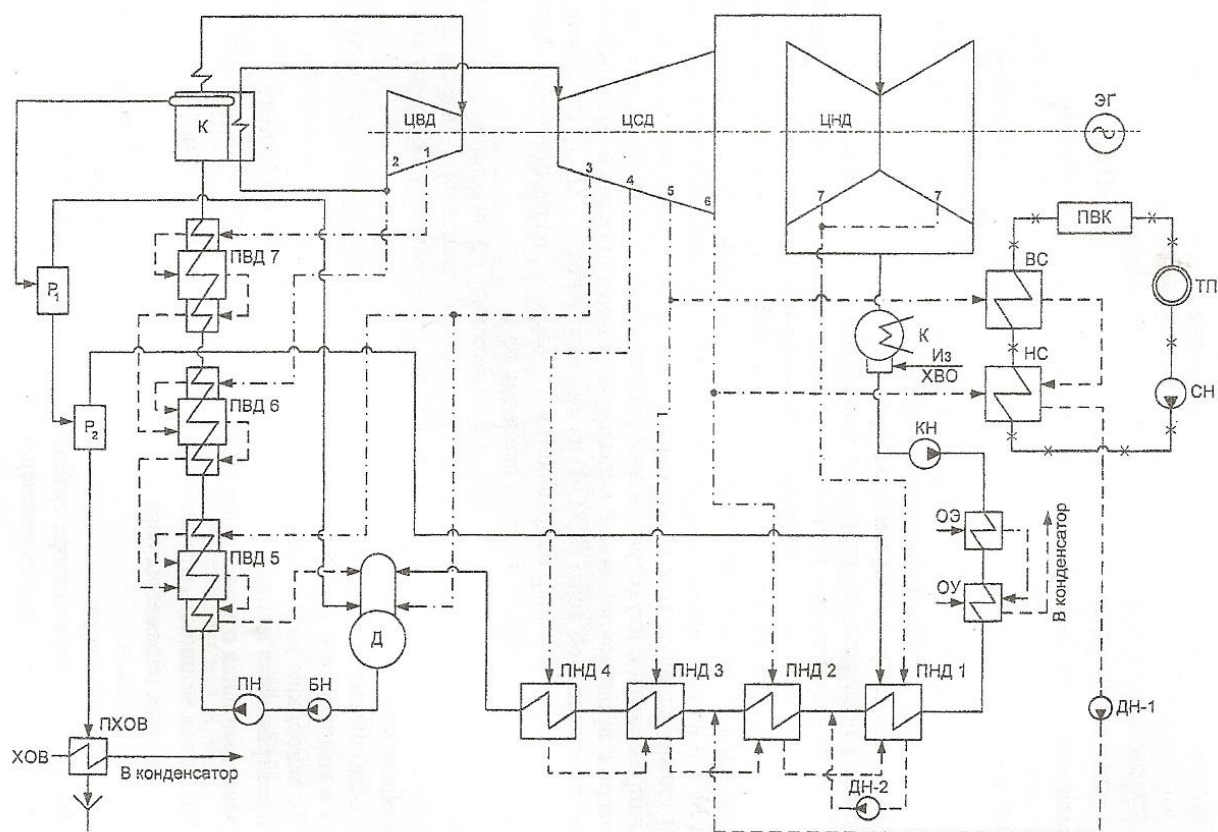 ЭГ
К
ЦВД
ЦСД
ЦНД
2
1
3
4
5
6
7
7
ПВК
ВС
ТП
ПВД 7
Р1
К
НС
Из
ХВО
СН
ПВД 6
Р2
КН
ОЭ
ПВД 5
ОУ
В конденсатор
Д
ПНД 4
ПНД 3
ПНД 2
ПНД 1
ПН
БН
ДН-1
ПХОВ
ХОВ
В конденсатор
ДН-2